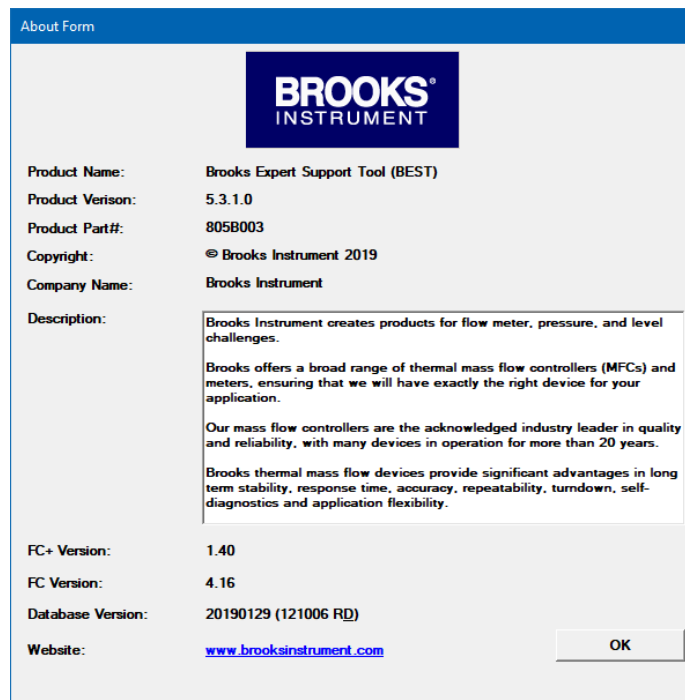 About Form
BROOKS®
INSTRUMENT
Product Name: Brooks Expert Support Tool (BEST)
Product Verison: 5.3.1.0
Product Part#: 805B003
Copyright: © Brooks Instrument 2019
Company Name: Brooks Instrument
Description: Brooks Instrument creates products for flow meter, pressure, and level
challenges.
Brooks offers a broad range of thermal mass flow controllers (MFCs) and
meters, ensuring that we will have exactly the right device for your
application.
Our mass flow controllers are the acknowledged industry leader in quality
and reliability, with many devices in operation for more than 20 years.
Brooks thermal mass flow devices provide significant advantages in long
term stability, response time, accuracy, repeatability, turndown, self-
diagnostics and application flexibility.
FC+ Version: 1.40
FC Version: 4.16
Database Version: 20190129 (121006 RD)
Website: www.brooksinstrument.com
OK